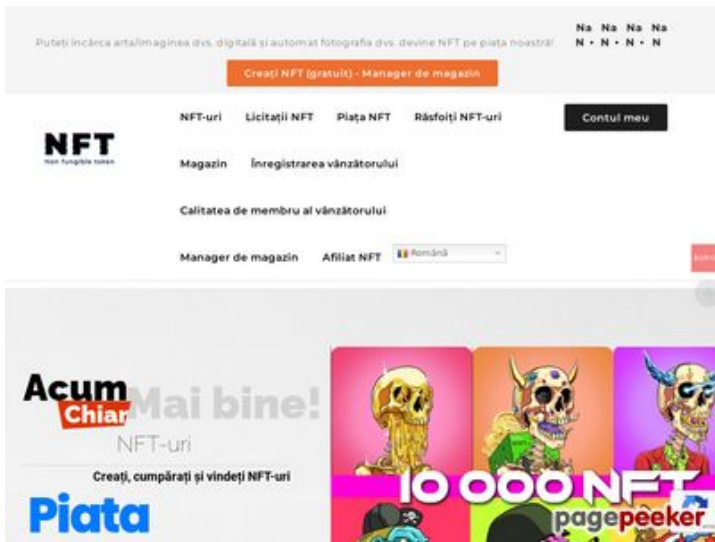 Puteți încărca arta/imaginea dvs. digitală și automat fotografia dvs. devine NFT pe piața noastră!
Na Na Na Na
N • N • N • N
Creați NFT (gratuit) - Manager de magazin
NFT
Non fungible token
NFT-uri Licitații NFT Piața NFT Răsfoiți NFT-uri
Contul meu
Magazin Înregistrarea vânzătorului
Calitatea de membru al vânzătorului
Manager de magazin Afiliat NFT
Română
Acum
Chiar Mai bine!
NFT-uri
Creați, cumpărați și vindeți NFT-uri
Piata
10 000 NFT
pagepeeker